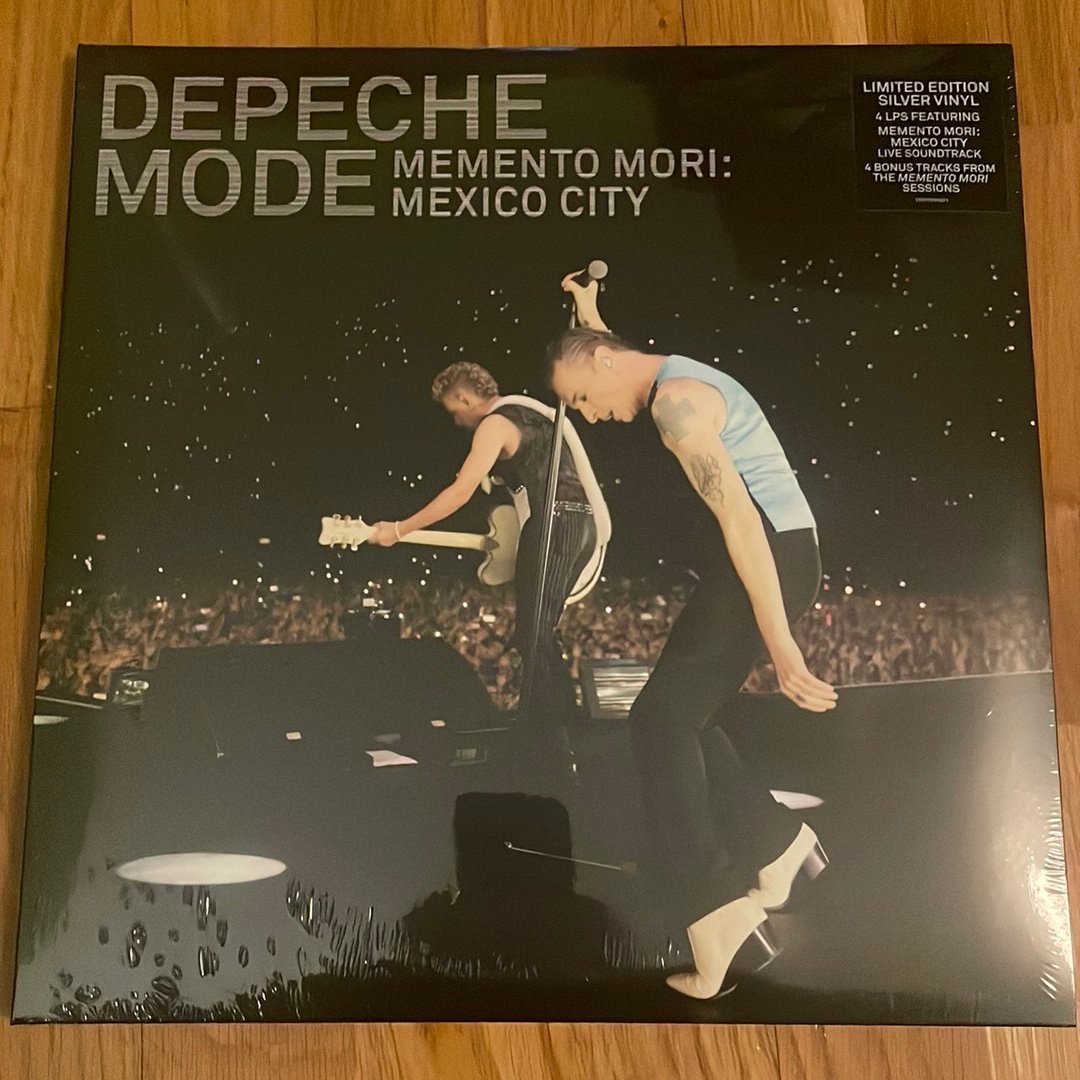 DEPECHE
MODE MEMENTO MORI:
MEXICO CITY
LIMITED EDITION
SILVER VINYL
4 LPS FEATURING
MEMENTO MORI:
MEXICO CITY
LIVE SOUNDTRACK
4 BONUS TRACKS FROM
THE MEMENTO MORI
SESSIONS